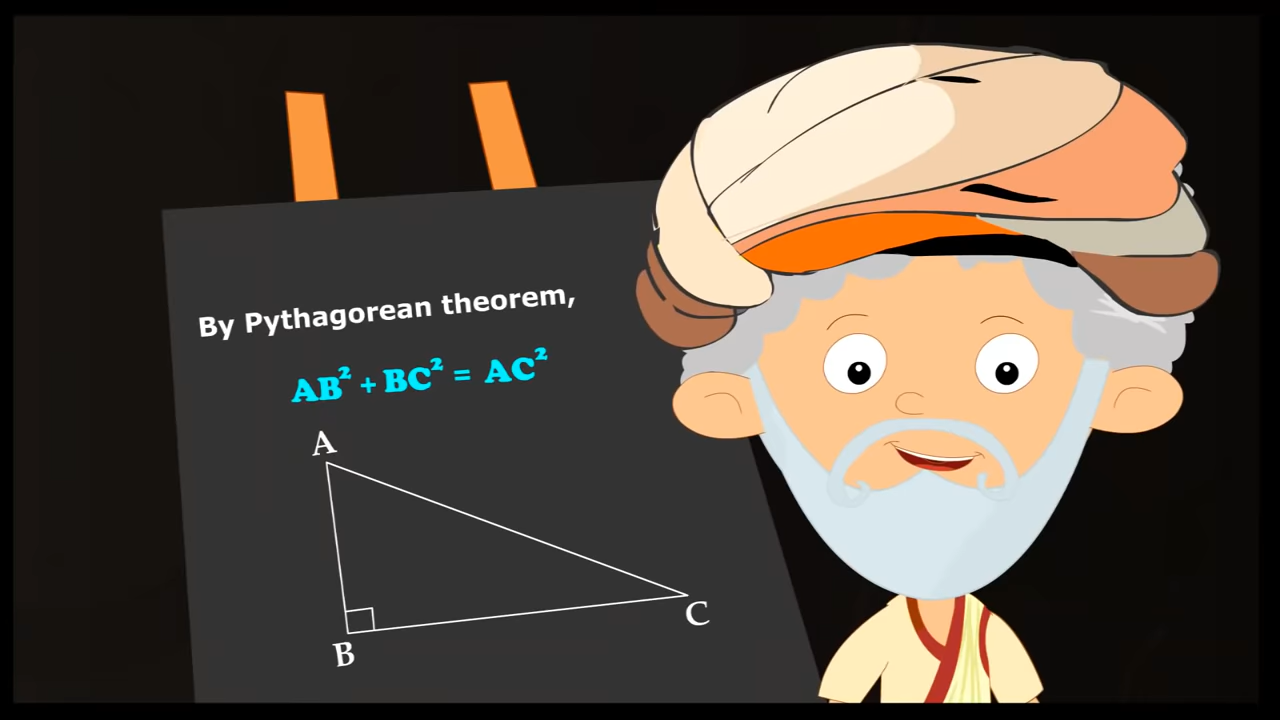 By Pythagorean theorem,
AB² + BC² = AC²
A
B
C